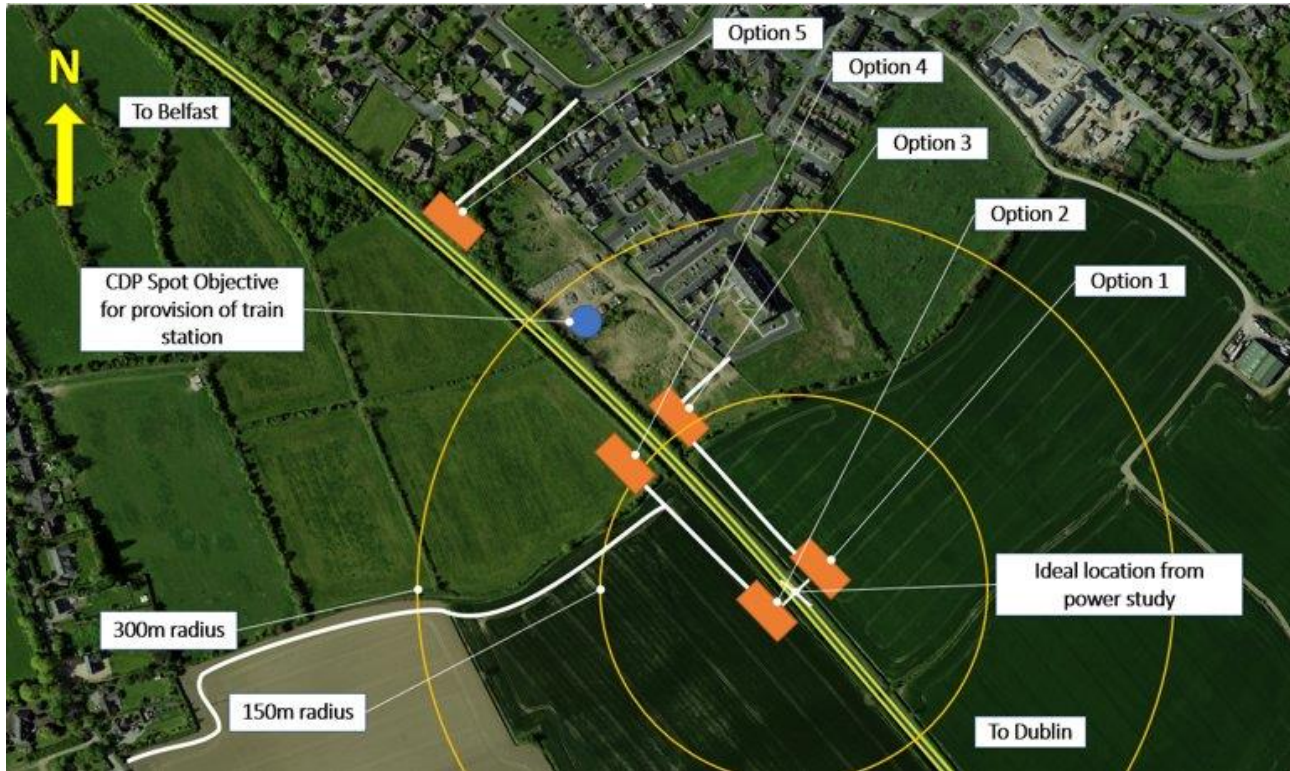 N
To Belfast
Option 5
Option 4
Option 3
Option 2
Option 1
CDP Spot Objective
for provision of train
station
Ideal location from
power study
300m radius
150m radius
To Dublin